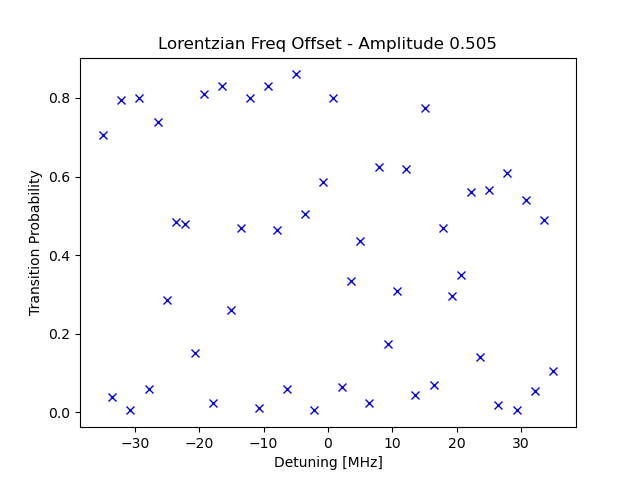 Lorentzian Freq Offset - Amplitude 0.505
Transition Probability
0.8
0.6
0.4
0.2
0.0
−30 −20 −10 0 10 20 30
Detuning [MHz]